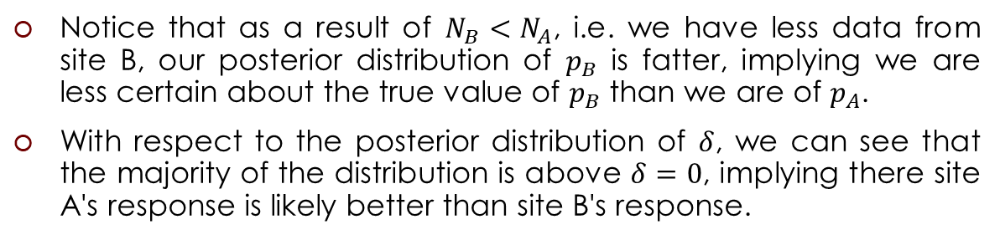 ○ Notice that as a result of 𝑁_𝐵 < 𝑁_𝐴, i.e. we have less data from
site B, our posterior distribution of 𝑝_𝐵 is fatter, implying we are
less certain about the true value of 𝑝_𝐵 than we are of 𝑝_𝐴.
○ With respect to the posterior distribution of 𝛿, we can see that
the majority of the distribution is above 𝛿 = 0, implying there site
A's response is likely better than site B's response.